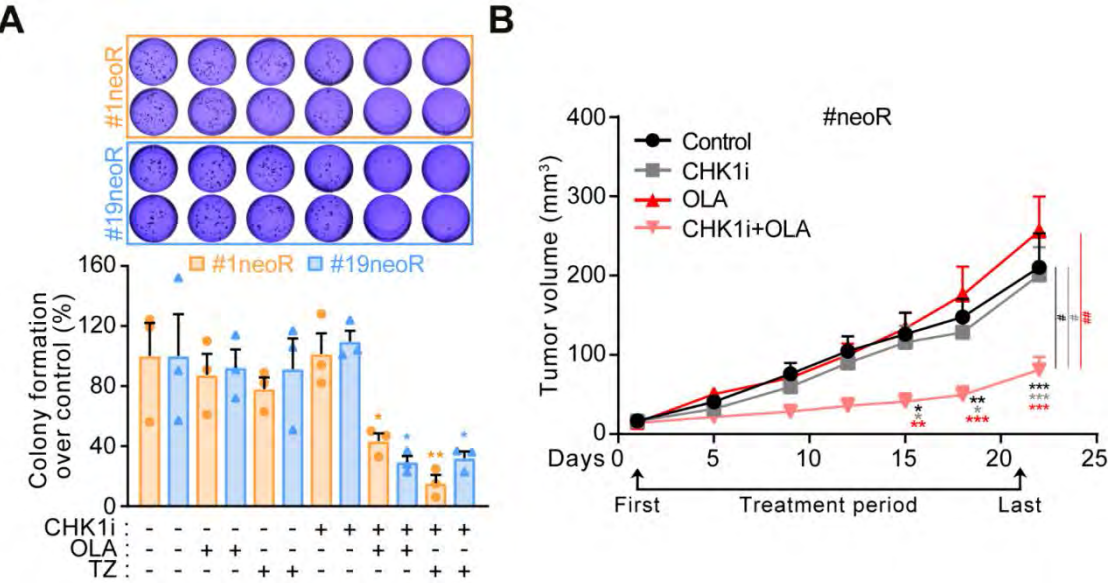 A
#1neoR
#19neoR
#1neoR #19neoR
Colony formation
over control (%)
160
120
80
40
0
* * ** *
CHK1i : - - - - - - + + + + + +
OLA : - - + + - - - - + + - -
TZ : - - - - + + - - - - + +
B
#neoR
Control
CHK1i
OLA
CHK1i+OLA
Tumor volume (mm³)
400
300
200
100
0
# # ##
* ** ***
* * ***
** *** ***
Days 0 5 10 15 20 25
First Treatment period Last